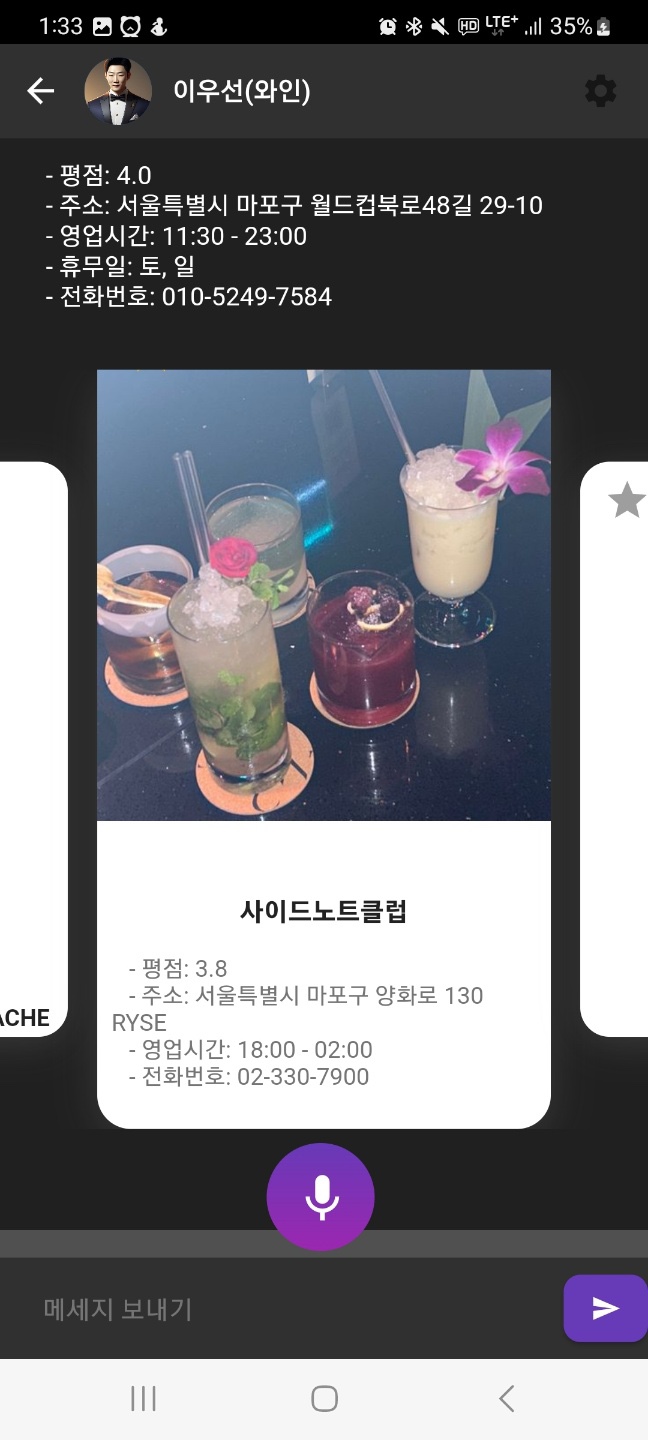 1:33
HD LTE+ 35%
이우선(와인)
- 평점: 4.0
- 주소: 서울특별시 마포구 월드컵북로48길 29-10
- 영업시간: 11:30 - 23:00
- 휴무일: 토, 일
- 전화번호: 010-5249-7584
사이드노트클럽
- 평점: 3.8
- 주소: 서울특별시 마포구 양화로 130
RYSE
- 영업시간: 18:00 - 02:00
- 전화번호: 02-330-7900
ACHE
메세지 보내기